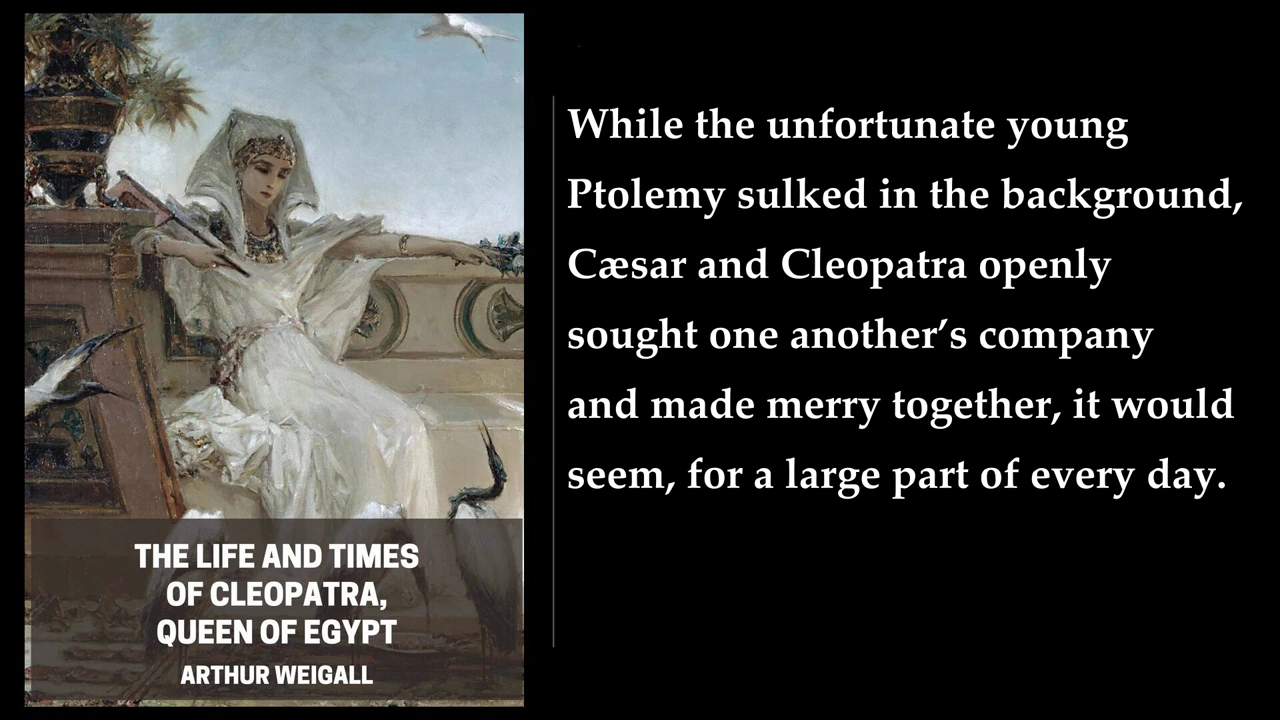 While the unfortunate young
Ptolemy sulked in the background,
Cæsar and Cleopatra openly
sought one another’s company
and made merry together, it would
seem, for a large part of every day.
THE LIFE AND TIMES
OF CLEOPATRA,
QUEEN OF EGYPT
ARTHUR WEIGALL